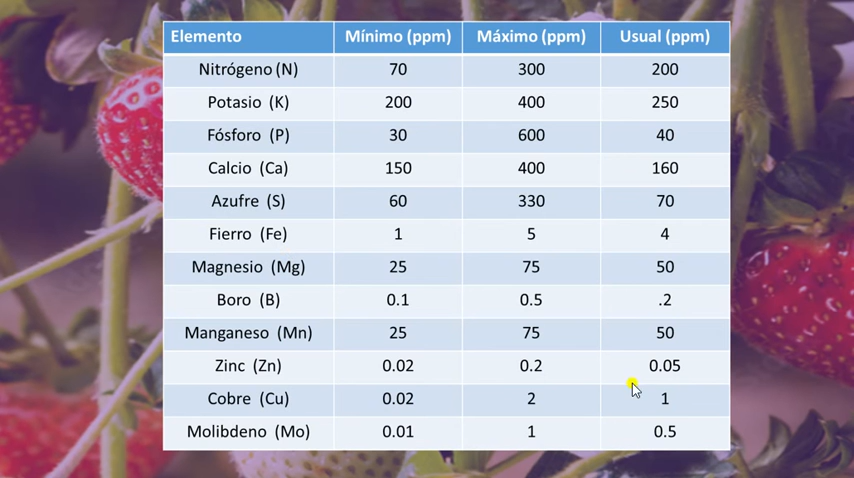 Elemento Mínimo (ppm) Máximo (ppm) Usual (ppm)
Nitrógeno (N) 70 300 200
Potasio (K) 200 400 250
Fósforo (P) 30 600 40
Calcio (Ca) 150 400 160
Azufre (S) 60 330 70
Fierro (Fe) 1 5 4
Magnesio (Mg) 25 75 50
Boro (B) 0.1 0.5 .2
Manganeso (Mn) 25 75 50
Zinc (Zn) 0.02 0.2 0.05
Cobre (Cu) 0.02 2 1
Molibdeno (Mo) 0.01 1 0.5